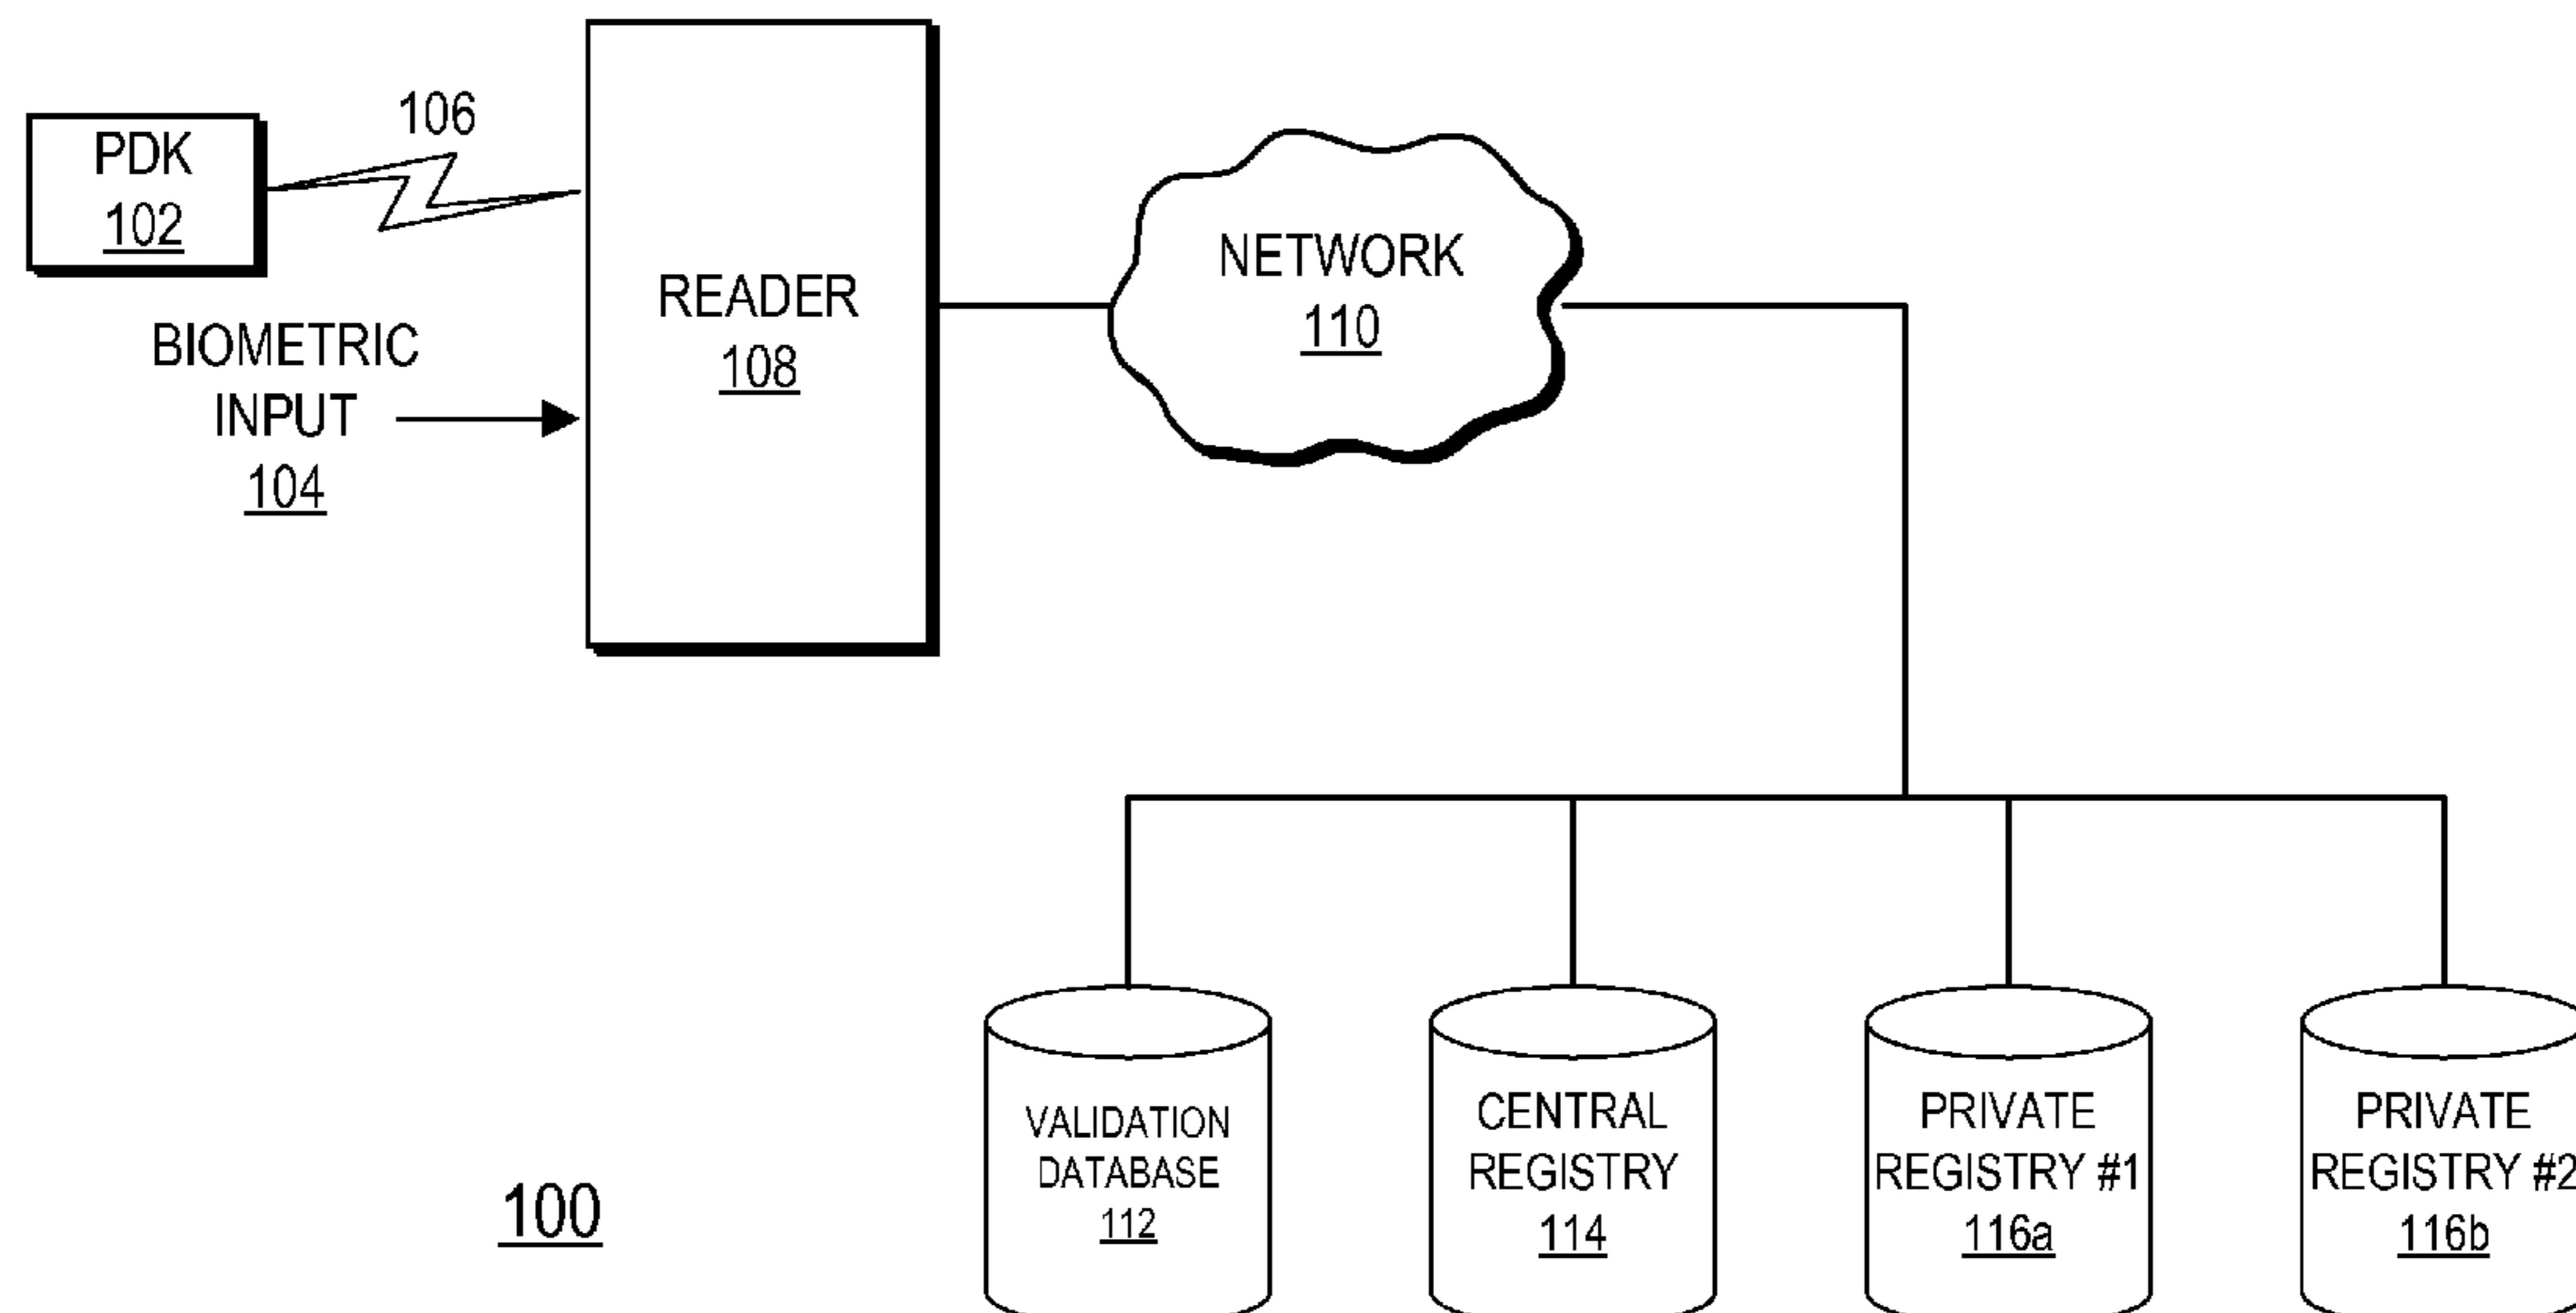 PDK
102
106
BIOMETRIC
INPUT
104
READER
108
NETWORK
110
VALIDATION
DATABASE
112
CENTRAL
REGISTRY
114
PRIVATE
REGISTRY #1
116a
PRIVATE
REGISTRY #2
116b
100